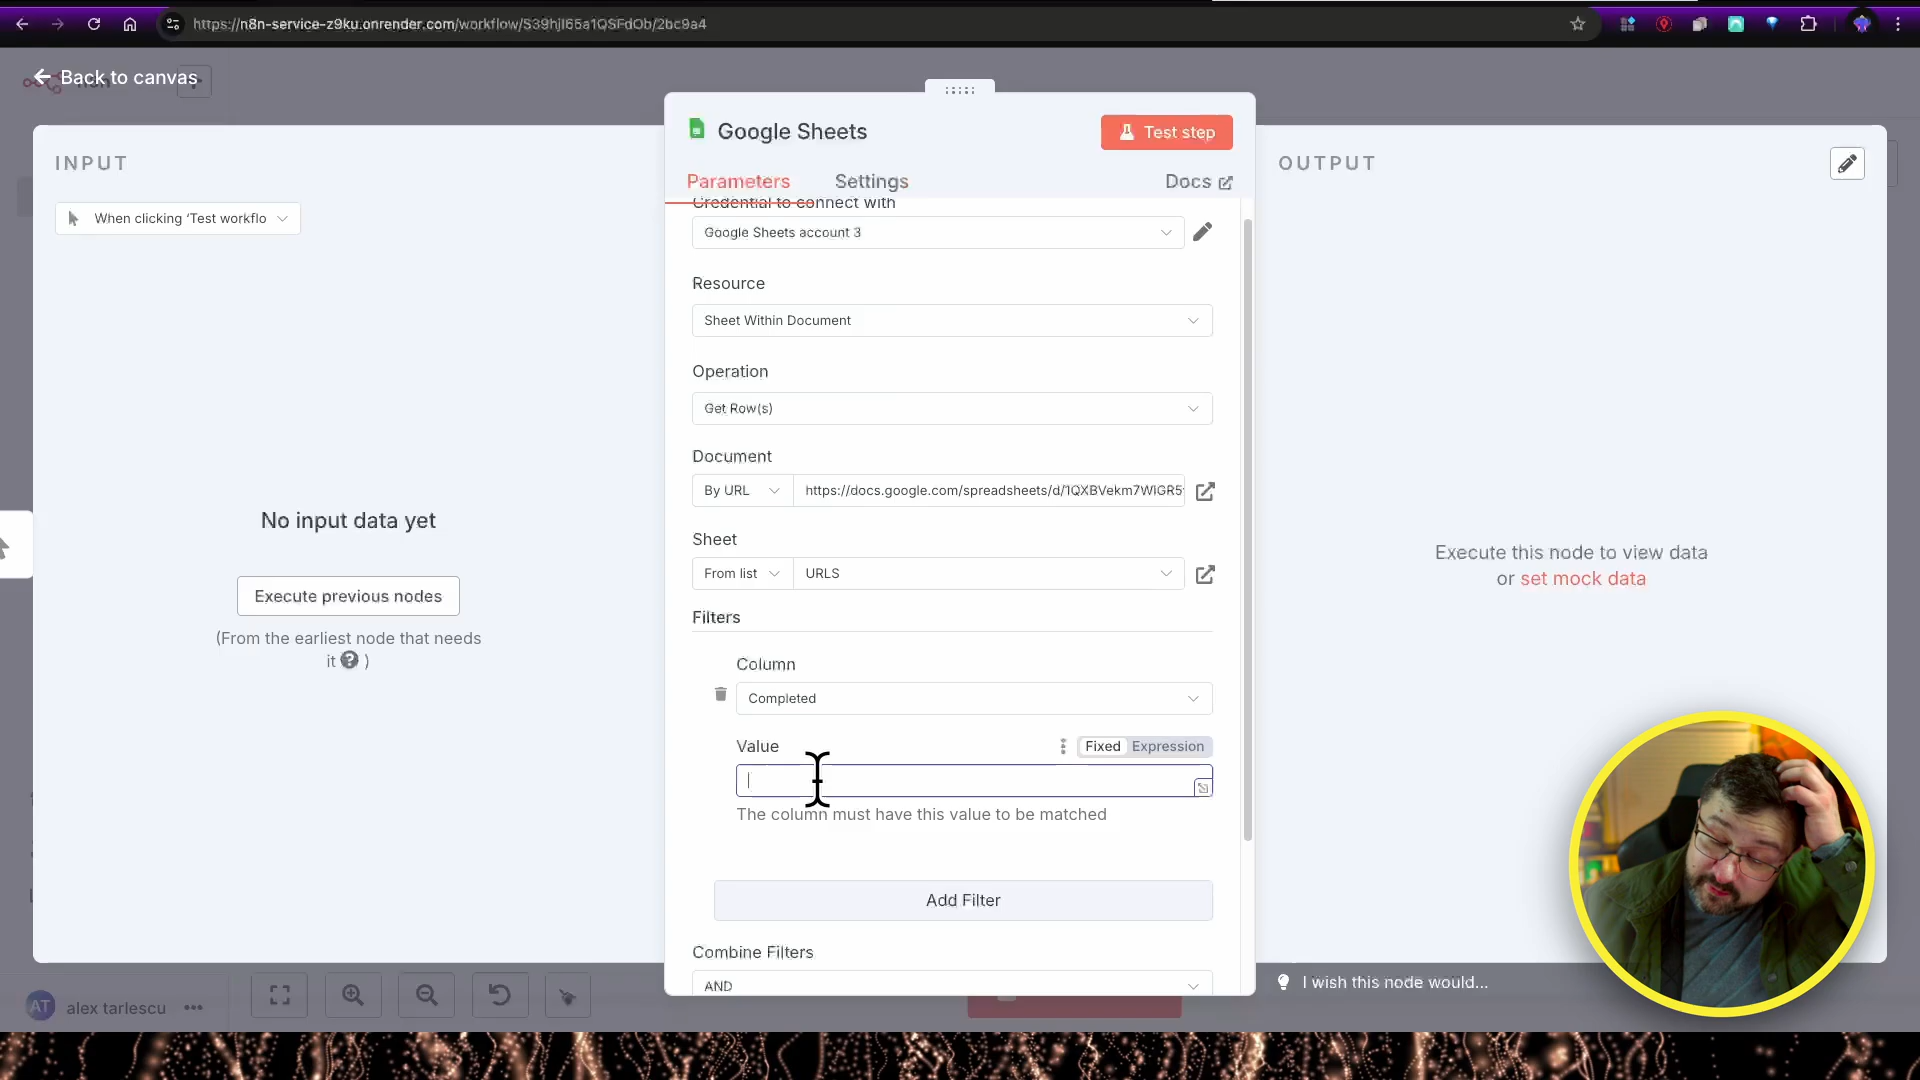 https://n8n-service-z9ku.onrender.com/workflow/S39hjI65a1QSFdOb/2bc9a4
Back to canvas
Google Sheets
Test step
INPUT
OUTPUT
Parameters
Settings
Docs
When clicking ‘Test workflo
Credential to connect with
Google Sheets account 3
Resource
Sheet Within Document
Operation
Get Row(s)
Document
By URL
https://docs.google.com/spreadsheets/d/1QXBVekm7WiGR5
No input data yet
Sheet
From list
URLS
Execute this node to view data
or set mock data
Execute previous nodes
Filters
(From the earliest node that needs
it ? )
Column
Completed
Value
Fixed
Expression
The column must have this value to be matched
Add Filter
Combine Filters
AND
I wish this node would...
AT
alex tarlescu